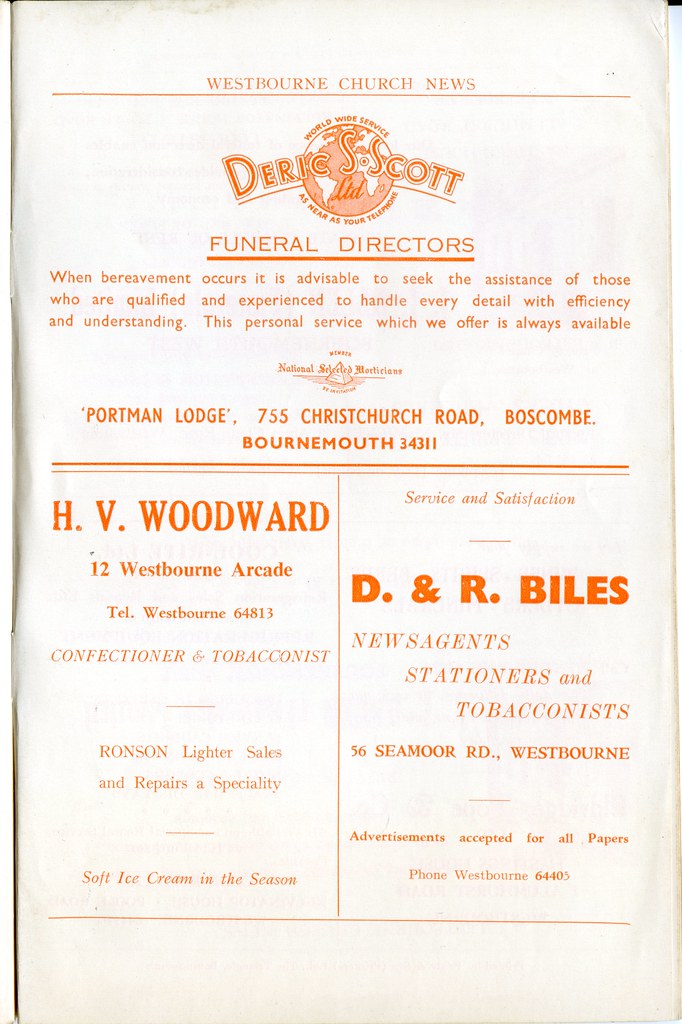 WESTBOURNE CHURCH NEWS
WORLD WIDE SERVICE
DERIC S. SCOTT
Ltd
AS NEAR AS YOUR TELEPHONE
FUNERAL DIRECTORS
When bereavement occurs it is advisable to seek the assistance of those
who are qualified and experienced to handle every detail with efficiency
and understanding. This personal service which we offer is always available
MEMBER
National Selected Morticians
BY INVITATION
'PORTMAN LODGE', 755 CHRISTCHURCH ROAD, BOSCOMBE.
BOURNEMOUTH 34311
H. V. WOODWARD
12 Westbourne Arcade
Tel. Westbourne 64813
CONFECTIONER & TOBACCONIST
RONSON Lighter Sales
and Repairs a Speciality
Soft Ice Cream in the Season
Service and Satisfaction
D. & R. BILES
NEWSAGENTS
STATIONERS and
TOBACCONISTS
56 SEAMOOR RD., WESTBOURNE
Advertisements accepted for all Papers
Phone Westbourne 64405